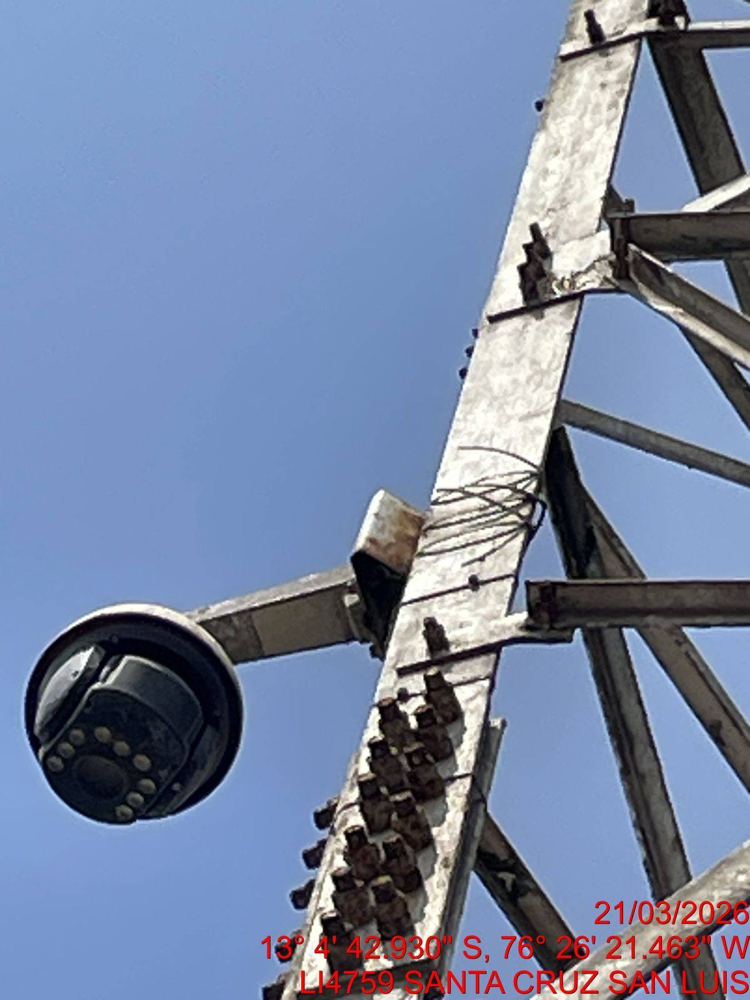 21/03/2026
13° 4' 42.930" S, 76° 26' 21.463" W
LI4759 SANTA CRUZ SAN LUIS